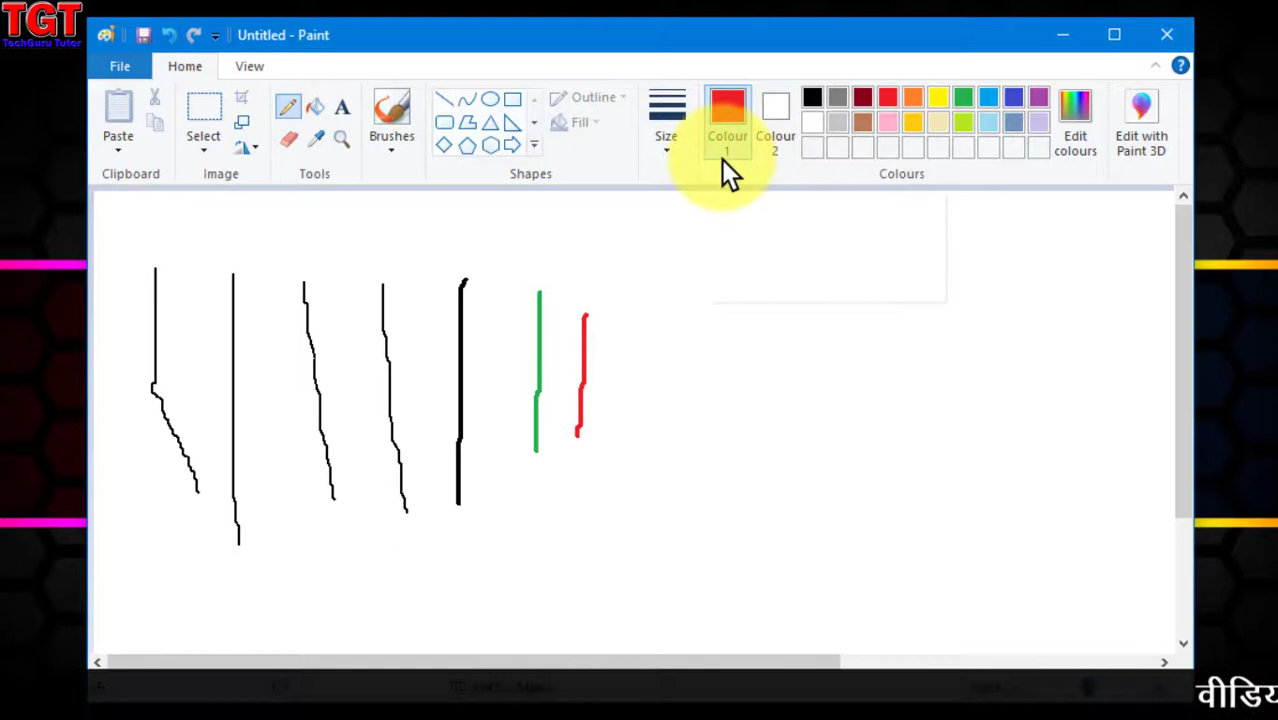 TGT
TechGuru Tutor
Untitled - Paint
File
Home
View
Paste
Select
Brushes
Outline
Fill
Size
Colour
1
Colour
2
Edit
colours
Edit with
Paint 3D
Clipboard
Image
Tools
Shapes
Colours